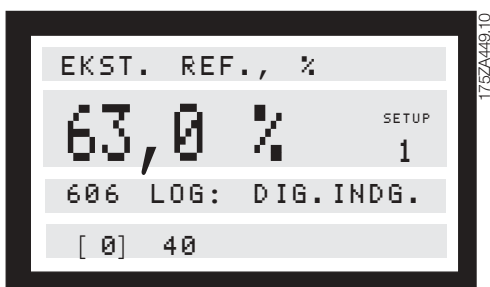 EKST. REF., %
63,0 %
SETUP
1
606 LOG: DIG.INDG.
[ 0] 40
175ZA449.10